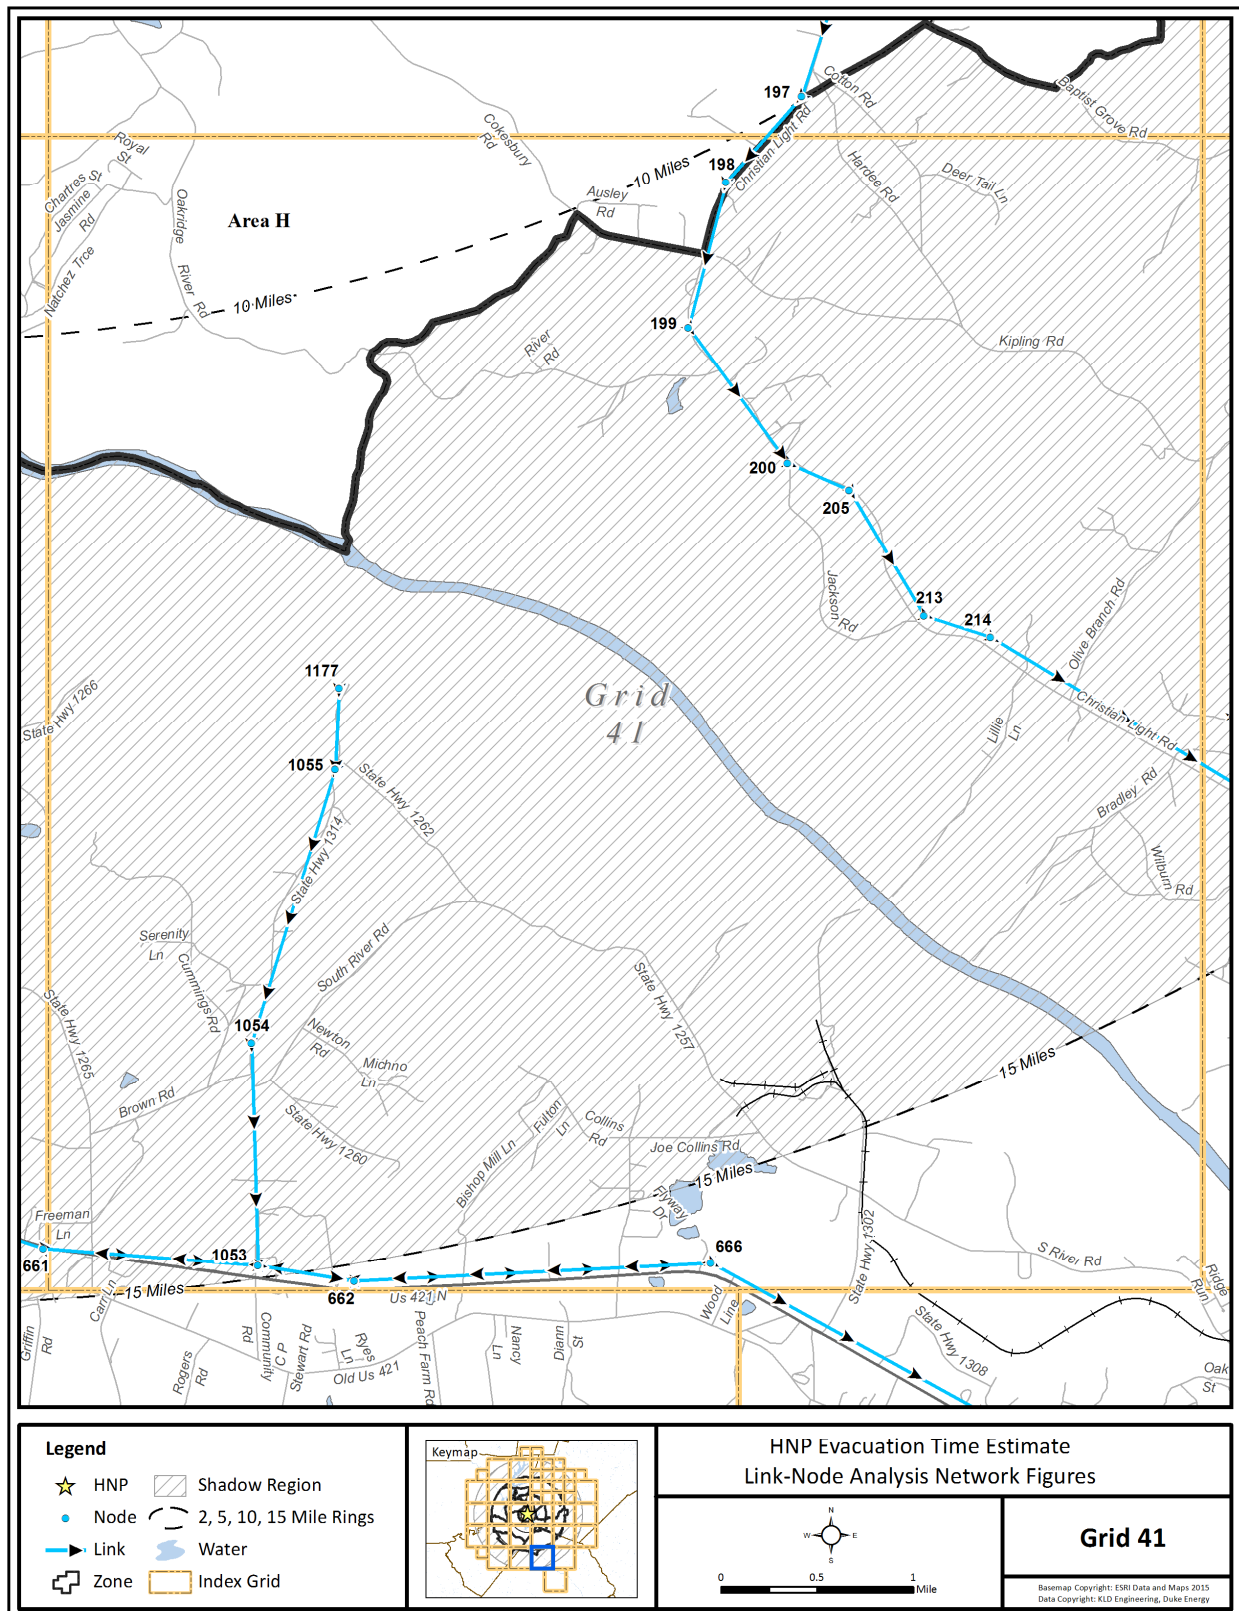 197
Cotton Rd
Baptist Grove Rd
Cokesbury
Rd
Christian Light Rd
Royal
St
198
10 Miles
Hardee Rd
Deer Tail Ln
Chartres St
Jasmine
Rd
Oakridge
River Rd
Area H
Ausley
Rd
Natchez Trce
10 Miles
199
River
Rd
Kipling Rd
200
205
Jackson Rd
213
214
Olive Branch Rd
1177
State Hwy 1266
Grid
41
Christian Light Rd
Lillie
Ln
1055
State Hwy 1262
Bradley Rd
State Hwy 1314
Wilburn Rd
Serenity
Ln
South River Rd
Cummings Rd
State Hwy 1257
State Hwy 1265
1054
Newton
Rd
Michno
Ln
15 Miles
Brown Rd
State Hwy 1260
Fulton
Ln
Collins
Rd
Joe Collins Rd
Bishop Mill Ln
15 Miles
Flyway
Dr
Freeman
Ln
State Hwy 1302
661
1053
666
S River Rd
Ridge
Run
15 Miles
Carr Ln
662
Us 421 N
Wood
Line
Griffin
Rd
Community
Rd
C P
Stewart Rd
Ryes
Ln
Peach Farm Rd
Nancy
Ln
Diann
St
State Hwy 1308
Rogers
Rd
Old Us 421
Oak
St
Legend
HNP
Shadow Region
Node
2, 5, 10, 15 Mile Rings
Link
Water
Zone
Index Grid
Keymap
HNP Evacuation Time Estimate
Link-Node Analysis Network Figures
N
W
E
S
0
0.5
1
Mile
Grid 41
Basemap Copyright: ESRI Data and Maps 2015
Data Copyright: KLD Engineering, Duke Energy